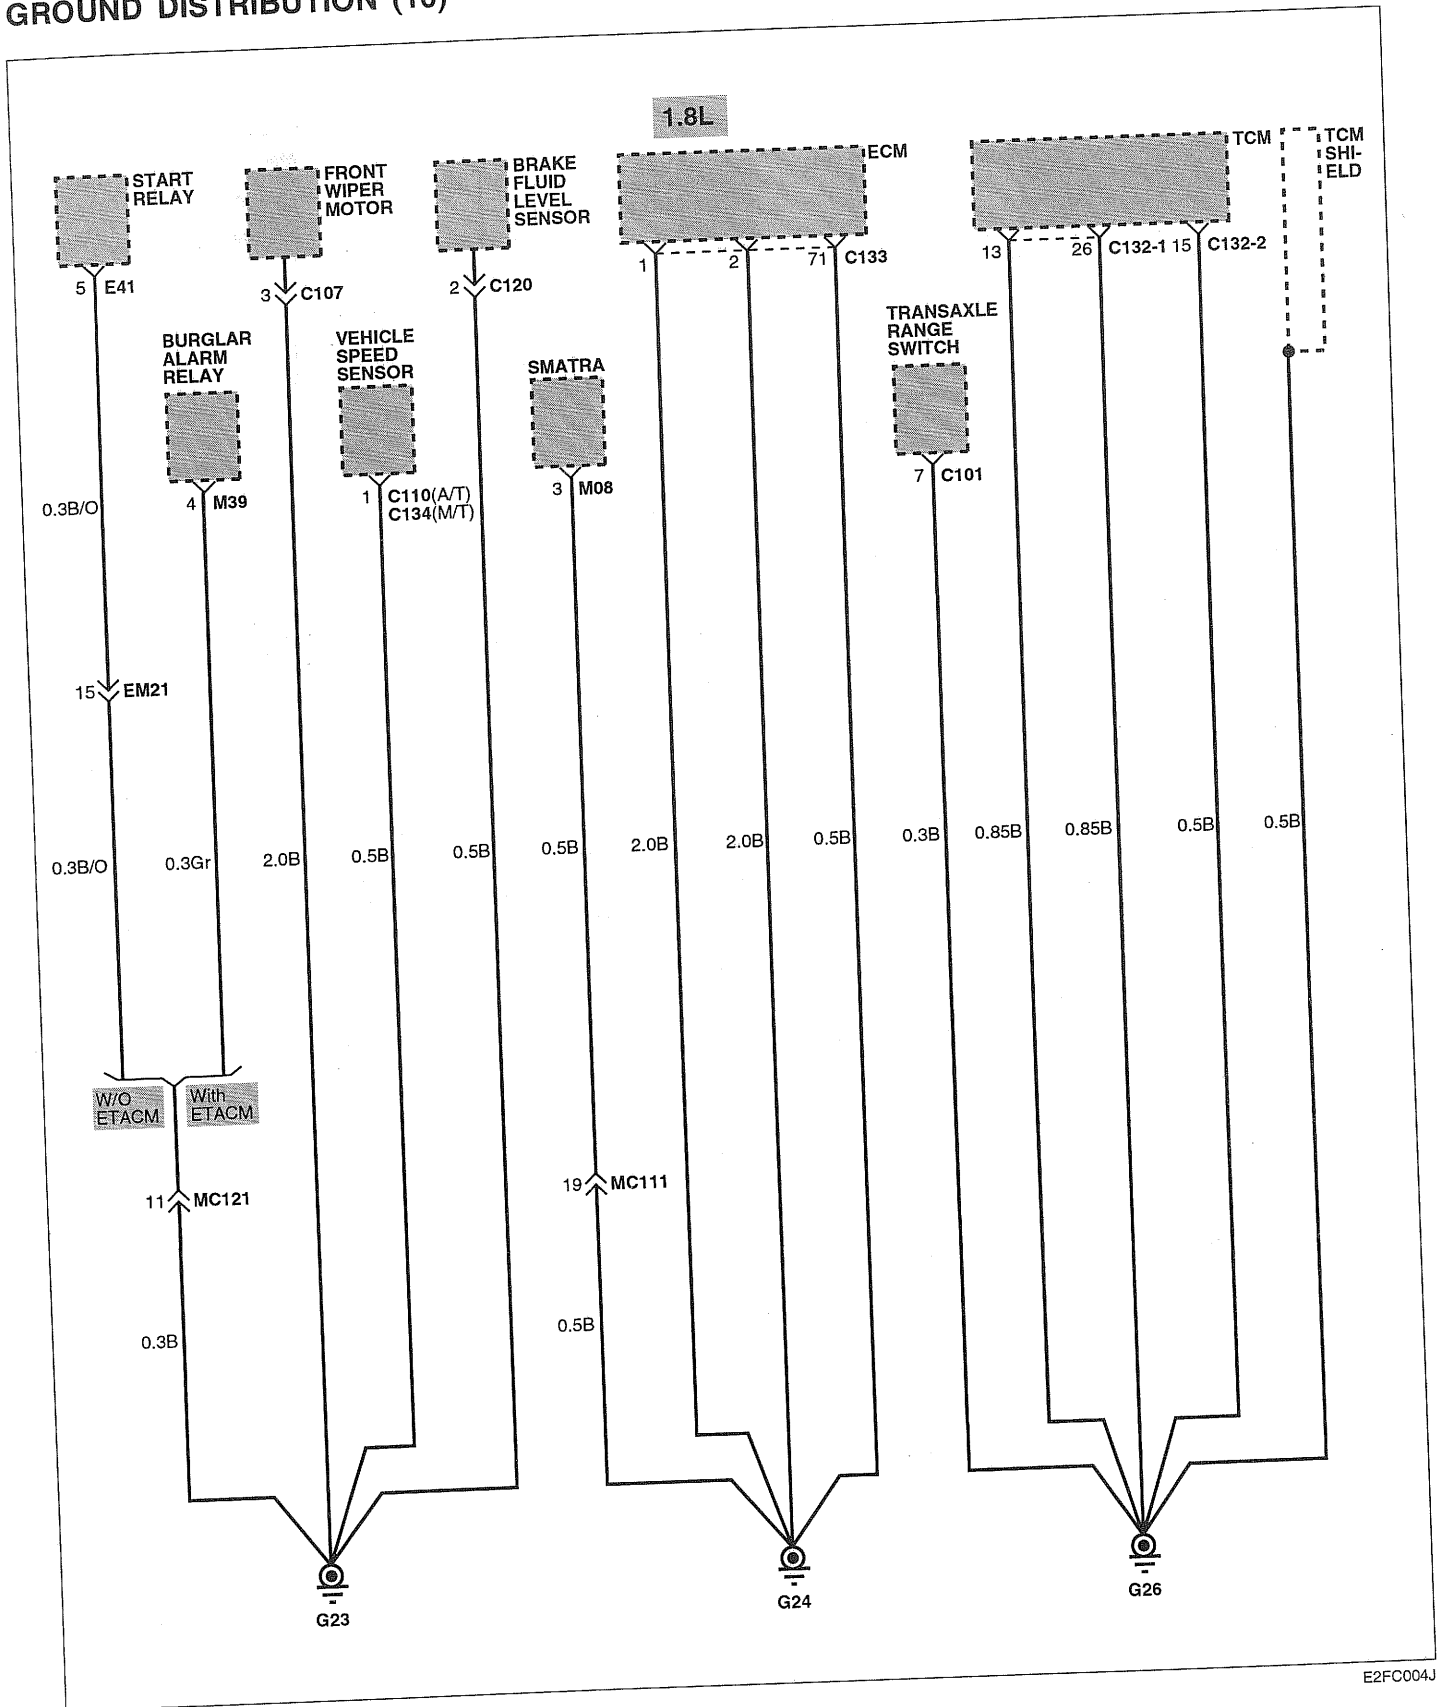 GROUND DISTRIBUTION (10)
1.8L
START
RELAY
FRONT
WIPER
MOTOR
BRAKE
FLUID
LEVEL
SENSOR
ECM
TCM
TCM
SHI-
ELD
5 E41
3 C107
2 C120
1 2 71 C133
13 26 C132-1 15 C132-2
BURGLAR
ALARM
RELAY
VEHICLE
SPEED
SENSOR
SMATRA
TRANSAXLE
RANGE
SWITCH
4 M39
1 C110(A/T)
C134(M/T)
3 M08
7 C101
0.3B/O
15 EM21
0.3B/O 0.3Gr 2.0B 0.5B 0.5B 0.5B 2.0B 2.0B 0.5B 0.3B 0.85B 0.85B 0.5B 0.5B
W/O
ETACM
With
ETACM
11 MC121
19 MC111
0.3B
0.5B
G23
G24
G26
E2FC004J